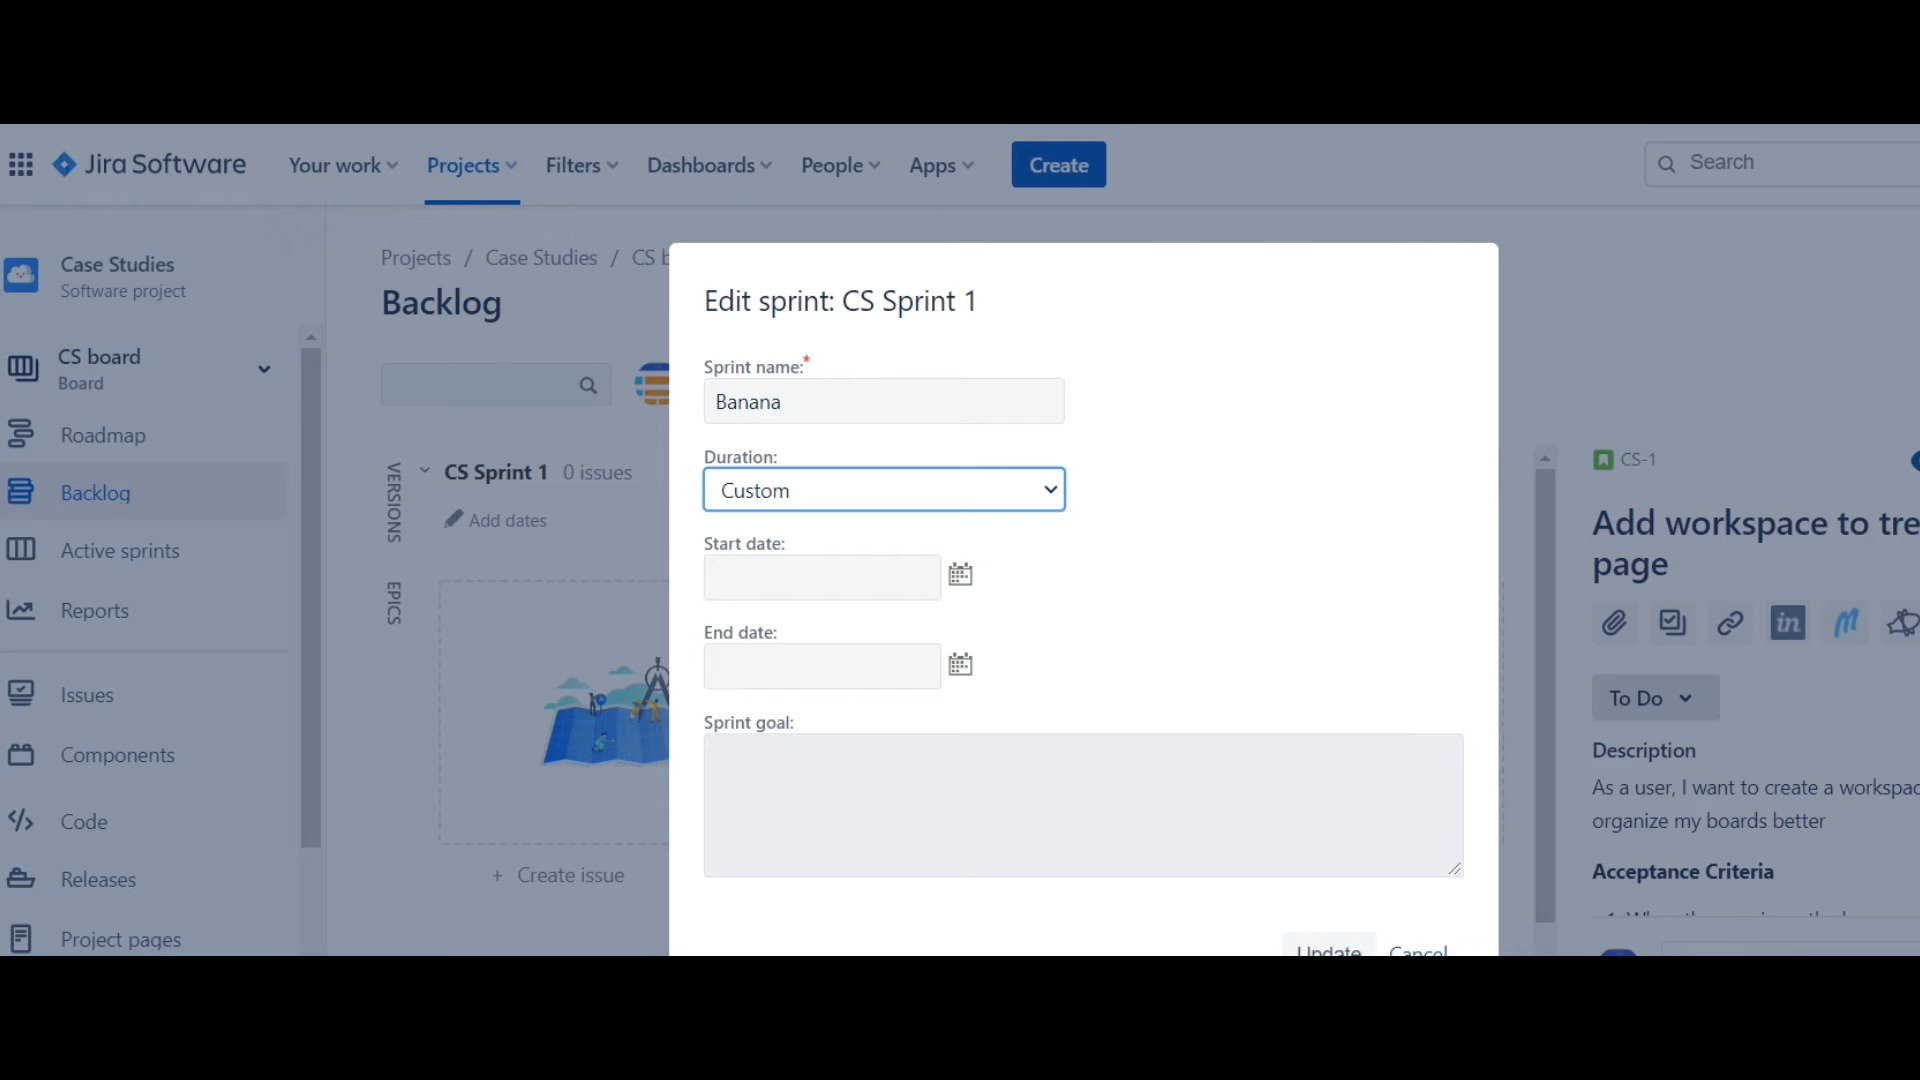 Jira Software
Your work
Projects
Filters
Dashboards
People
Apps
Create
Search
Case Studies
Software project
CS board
Board
Roadmap
Backlog
Active sprints
Reports
Issues
Components
Code
Releases
Project pages
Projects / Case Studies / CS b
Backlog
VERSIONS
EPICS
CS Sprint 1 0 issues
Add dates
+ Create issue
Edit sprint: CS Sprint 1
Sprint name:*
Banana
Duration:
Custom
Start date:
End date:
Sprint goal:
Update Cancel
CS-1
Add workspace to tre
page
in
To Do
Description
As a user, I want to create a workspac
organize my boards better
Acceptance Criteria